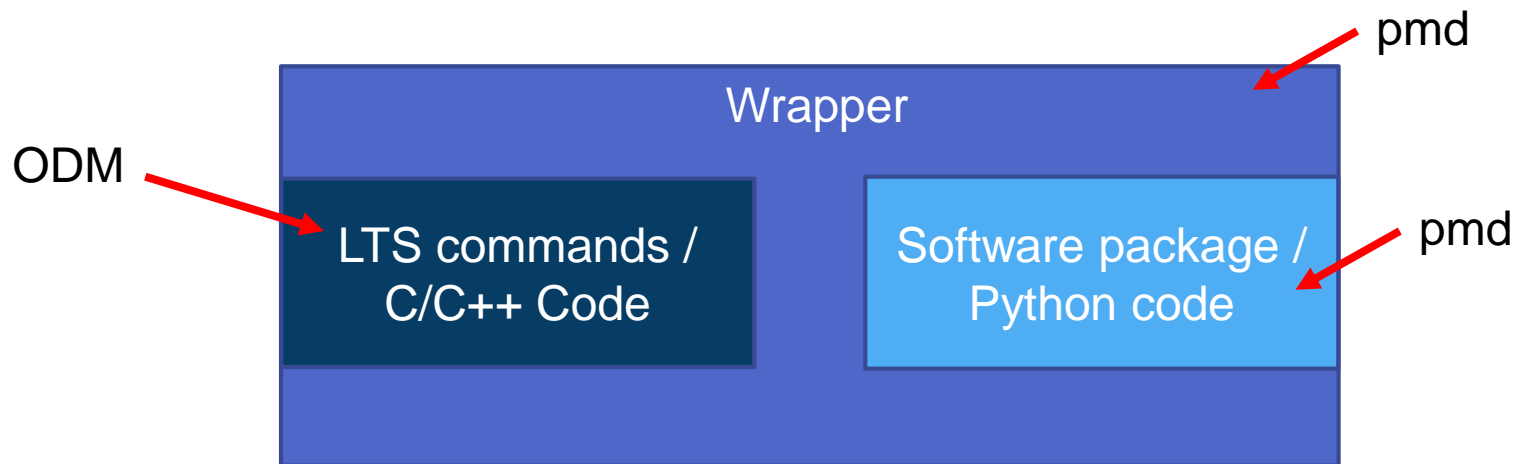 pmd
Wrapper
ODM
LTS commands /
C/C++ Code
Software package /
Python code
pmd